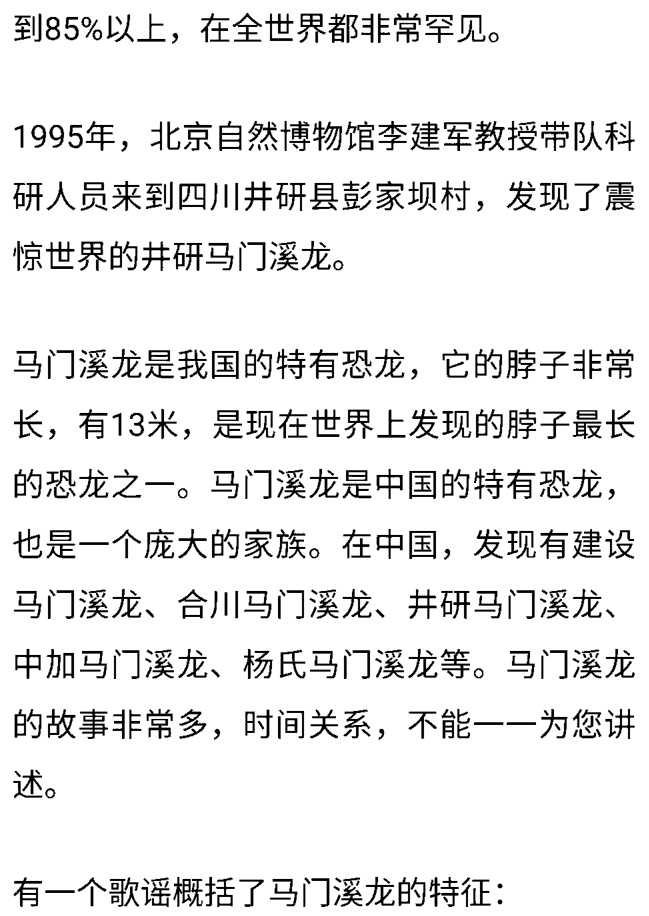 到85%以上，在全世界都非常罕见。
1995年，北京自然博物馆李建军教授带队科
研人员来到四川井研县彭家坝村，发现了震
惊世界的井研马门溪龙。
马门溪龙是我国的特有恐龙，它的脖子非常
长，有13米，是现在世界上发现的脖子最长
的恐龙之一。马门溪龙是中国的特有恐龙，
也是一个庞大的家族。在中国，发现有建设
马门溪龙、合川马门溪龙、井研马门溪龙、
中加马门溪龙、杨氏马门溪龙等。马门溪龙
的故事非常多，时间关系，不能一一为您讲
述。
有一个歌谣概括了马门溪龙的特征：